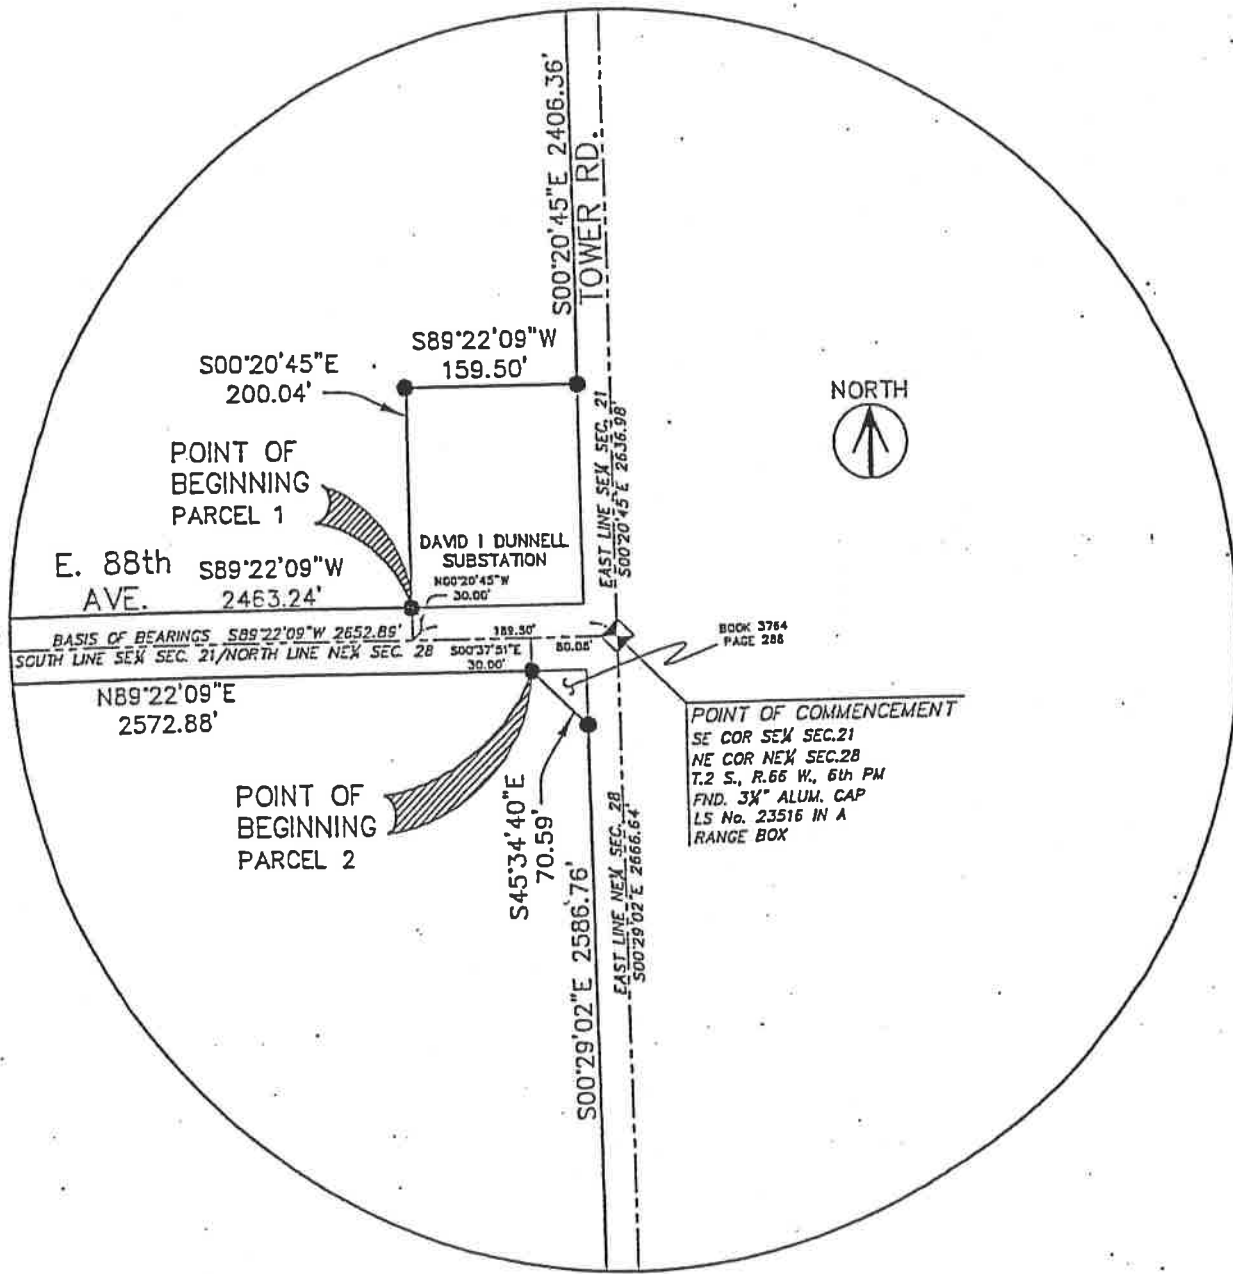 S00°20'45"E 2406.36'
TOWER RD.
S89°22'09"W
159.50'
S00°20'45"E
200.04'
NORTH
EAST LINE SE¼ SEC. 21
S00°20'45"E 2636.98'
POINT OF
BEGINNING
PARCEL 1
DAVID I DUNNELL
SUBSTATION
N00°20'45"W
30.00'
E. 88th
AVE.
S89°22'09"W
2463.24'
BASIS OF BEARINGS S89°22'09"W 2652.89'
SOUTH LINE SE¼ SEC. 21/NORTH LINE NE¼ SEC. 28
189.50'
S00°37'51"E
30.00'
80.08'
BOOK 3764
PAGE 288
N89°22'09"E
2572.88'
POINT OF COMMENCEMENT
SE COR SE¼ SEC.21
NE COR NE¼ SEC.28
T.2 S., R.66 W., 6th PM
FND. 3¼" ALUM. CAP
LS No. 23516 IN A
RANGE BOX
POINT OF
BEGINNING
PARCEL 2
S45°34'40"E
70.59'
S00°29'02"E 2586.76'
EAST LINE NE¼ SEC. 28
S00°29'02"E 2666.64'